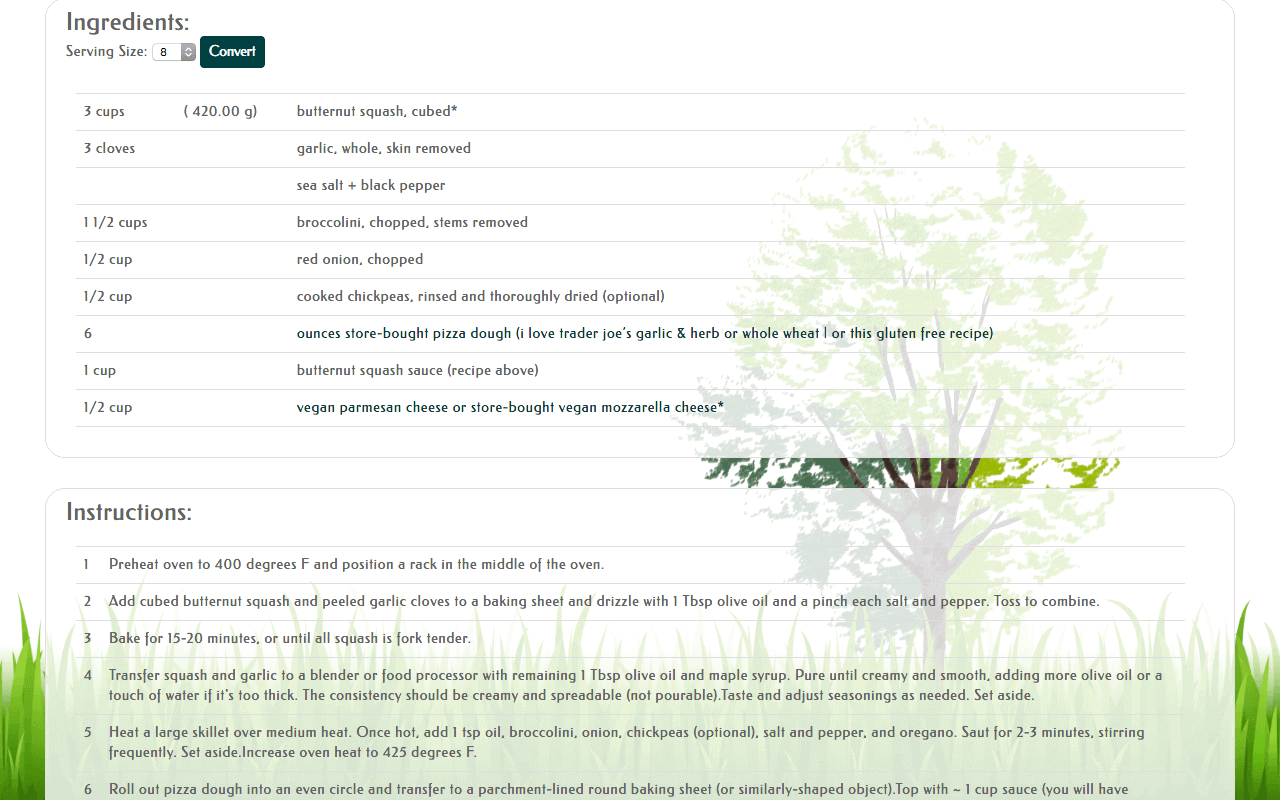 Ingredients:
Serving Size: 8 Convert
3 cups ( 420.00 g) butternut squash, cubed*
3 cloves garlic, whole, skin removed
sea salt + black pepper
1 1/2 cups broccolini, chopped, stems removed
1/2 cup red onion, chopped
1/2 cup cooked chickpeas, rinsed and thoroughly dried (optional)
6 ounces store-bought pizza dough (i love trader joe's garlic & herb or whole wheat | or this gluten free recipe)
1 cup butternut squash sauce (recipe above)
1/2 cup vegan parmesan cheese or store-bought vegan mozzarella cheese*
Instructions:
1 Preheat oven to 400 degrees F and position a rack in the middle of the oven.
2 Add cubed butternut squash and peeled garlic cloves to a baking sheet and drizzle with 1 Tbsp olive oil and a pinch each salt and pepper. Toss to combine.
3 Bake for 15-20 minutes, or until all squash is fork tender.
4 Transfer squash and garlic to a blender or food processor with remaining 1 Tbsp olive oil and maple syrup. Pure until creamy and smooth, adding more olive oil or a
touch of water if it's too thick. The consistency should be creamy and spreadable (not pourable).Taste and adjust seasonings as needed. Set aside.
5 Heat a large skillet over medium heat. Once hot, add 1 tsp oil, broccolini, onion, chickpeas (optional), salt and pepper, and oregano. Saut for 2-3 minutes, stirring
frequently. Set aside.Increase oven heat to 425 degrees F.
6 Roll out pizza dough into an even circle and transfer to a parchment-lined round baking sheet (or similarly-shaped object).Top with ~ 1 cup sauce (you will have